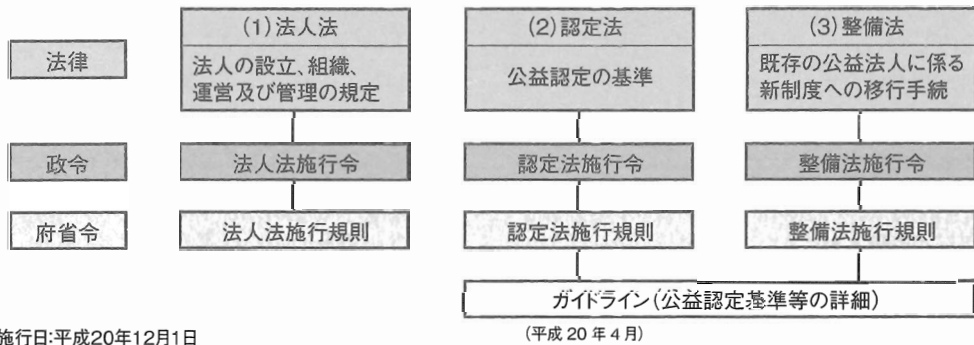 (1)法人法
(2)認定法
(3)整備法
法律
法人の設立、組織、
運営及び管理の規定
公益認定の基準
既存の公益法人に係る
新制度への移行手続
政令
法人法施行令
認定法施行令
整備法施行令
府省令
法人法施行規則
認定法施行規則
整備法施行規則
ガイドライン(公益認定基準等の詳細)
施行日:平成20年12月1日
(平成20年4月)